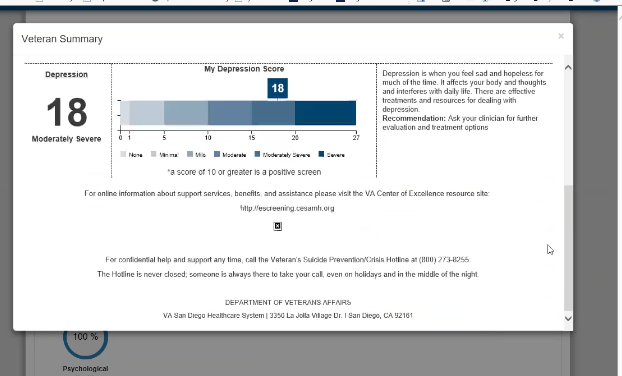 Veteran Summary
×
Depression
18
Moderately Severe
My Depression Score
18
0 1 5 10 15 20 27
None Minimal Mild Moderate Moderately Severe Severe
*a score of 10 or greater is a positive screen
Depression is when you feel sad and hopeless for
much of the time. It affects your body and thoughts
and interferes with daily life. There are effective
treatments and resources for dealing with
depression.
Recommendation: Ask your clinician for further
evaluation and treatment options
For online information about support services, benefits, and assistance please visit the VA Center of Excellence resource site:
http://escreening.cesamh.org
For confidential help and support any time, call the Veteran's Suicide Prevention/Crisis Hotline at (800) 273-8255.
The Hotline is never closed; someone is always there to take your call, even on holidays and in the middle of the night.
DEPARTMENT OF VETERANS AFFAIRS
VA San Diego Healthcare System | 3350 La Jolla Village Dr. | San Diego, CA 92161
100 %
Psychological